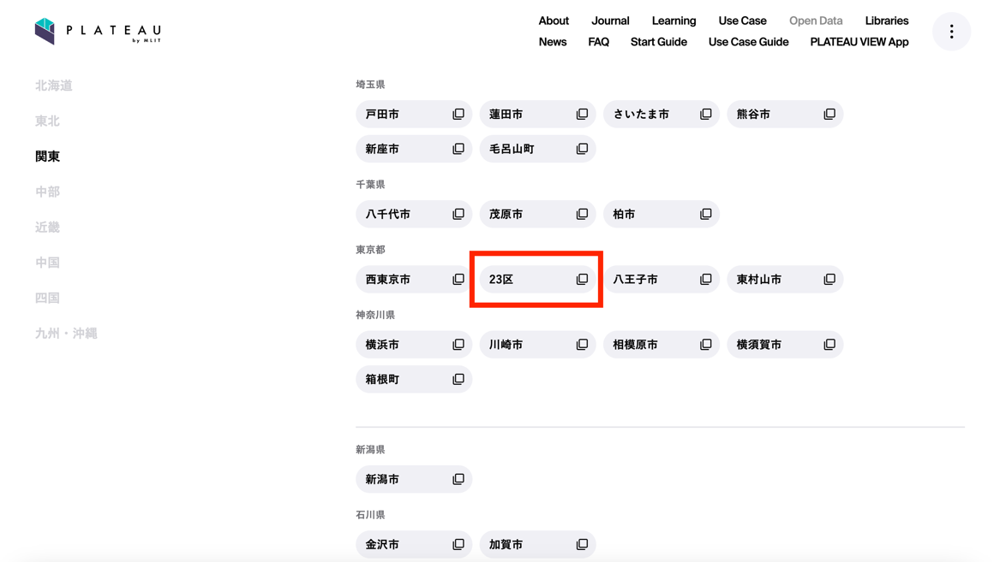 PLATEAU
by MLIT
About Journal Learning Use Case Open Data Libraries
News FAQ Start Guide Use Case Guide PLATEAU VIEW App
北海道
東北
関東
中部
近畿
中国
四国
九州・沖縄
埼玉県
戸田市 蓮田市 さいたま市 熊谷市
新座市 毛呂山町
千葉県
八千代市 茂原市 柏市
東京都
西東京市 23区 八王子市 東村山市
神奈川県
横浜市 川崎市 相模原市 横須賀市
箱根町
新潟県
新潟市
石川県
金沢市 加賀市